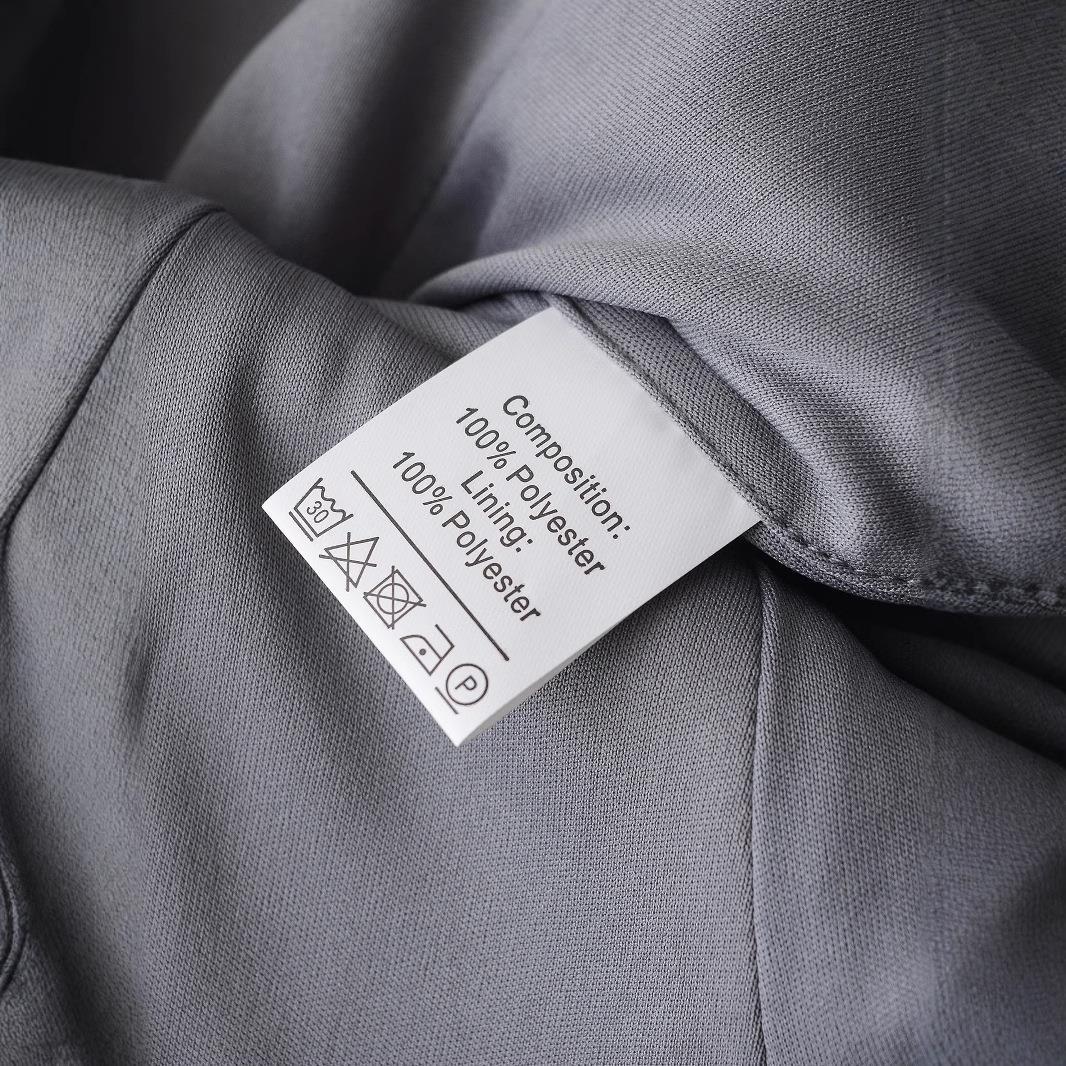 Composition:
100% Polyester
Lining:
100% Polyester
30
P